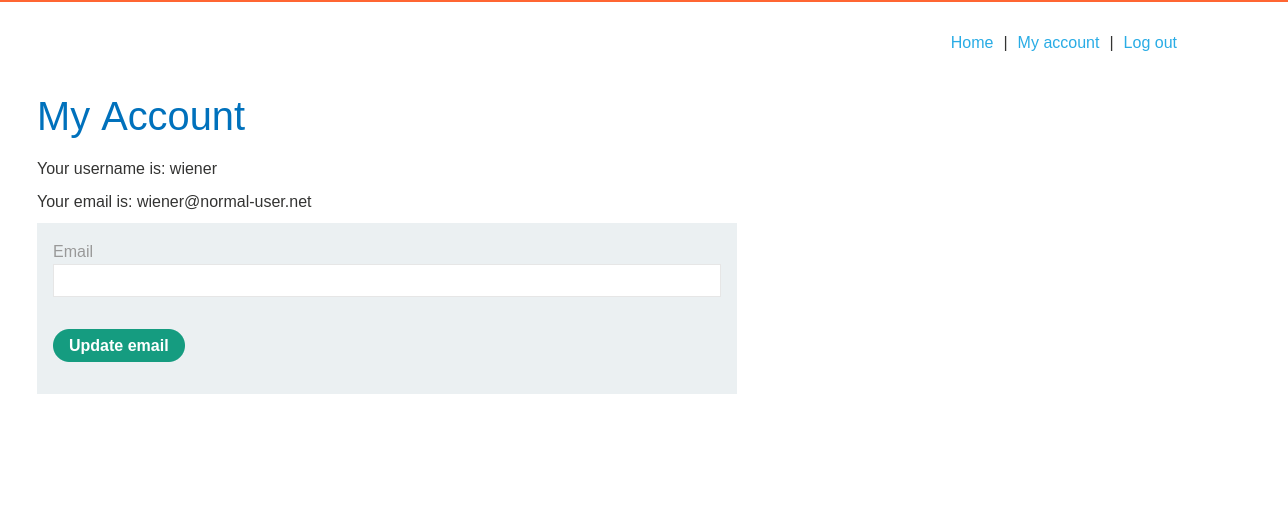 Home | My account | Log out
My Account
Your username is: wiener
Your email is: wiener@normal-user.net
Email
Update email